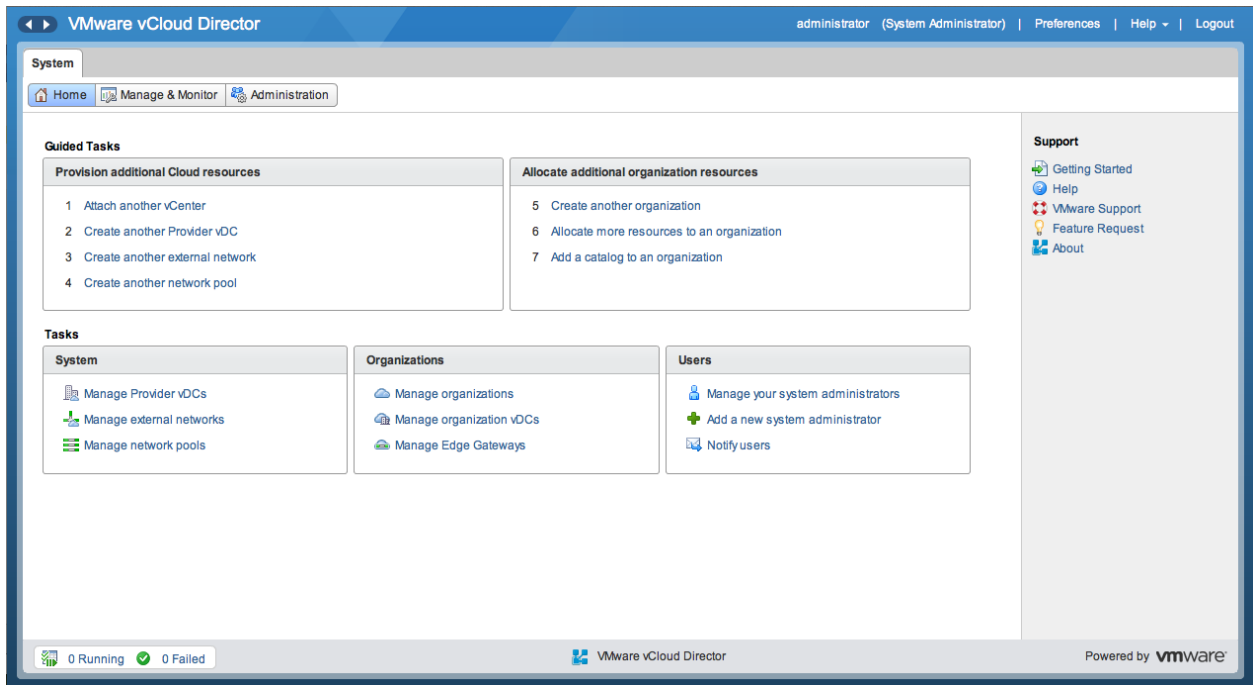 VMware vCloud Director
administrator (System Administrator) | Preferences | Help | Logout
System
Home
Manage & Monitor
Administration
Guided Tasks
Provision additional Cloud resources
1 Attach another vCenter
2 Create another Provider vDC
3 Create another external network
4 Create another network pool
Allocate additional organization resources
5 Create another organization
6 Allocate more resources to an organization
7 Add a catalog to an organization
Tasks
System
Manage Provider vDCs
Manage external networks
Manage network pools
Organizations
Manage organizations
Manage organization vDCs
Manage Edge Gateways
Users
Manage your system administrators
Add a new system administrator
Notify users
Support
Getting Started
Help
VMware Support
Feature Request
About
0 Running 0 Failed
VMware vCloud Director
Powered by vmware